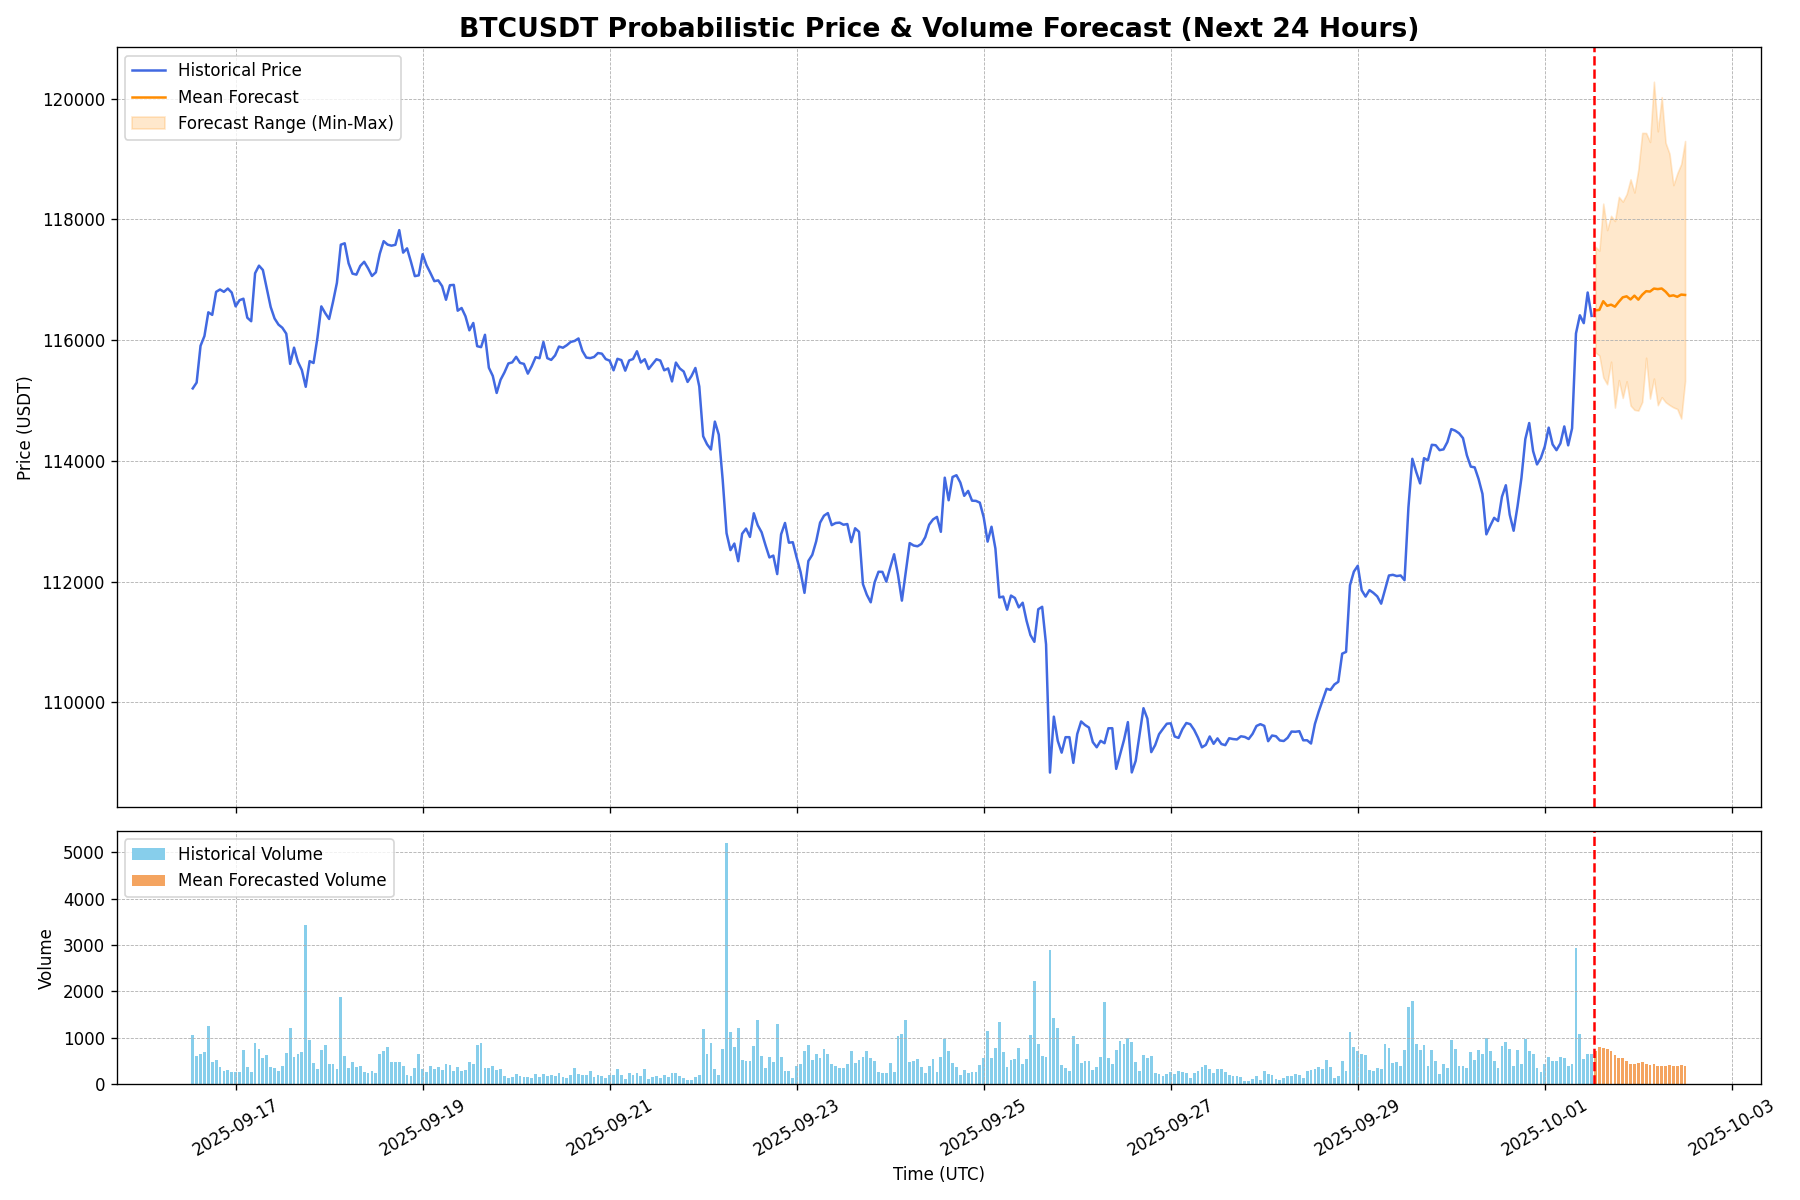 BTCUSDT Probabilistic Price & Volume Forecast (Next 24 Hours)
Historical Price
Mean Forecast
Forecast Range (Min-Max)
120000
118000
116000
114000
112000
110000
Price (USDT)
Historical Volume
Mean Forecasted Volume
5000
4000
3000
2000
1000
0
Volume
2025-09-17
2025-09-19
2025-09-21
2025-09-23
2025-09-25
2025-09-27
2025-09-29
2025-10-01
2025-10-03
Time (UTC)